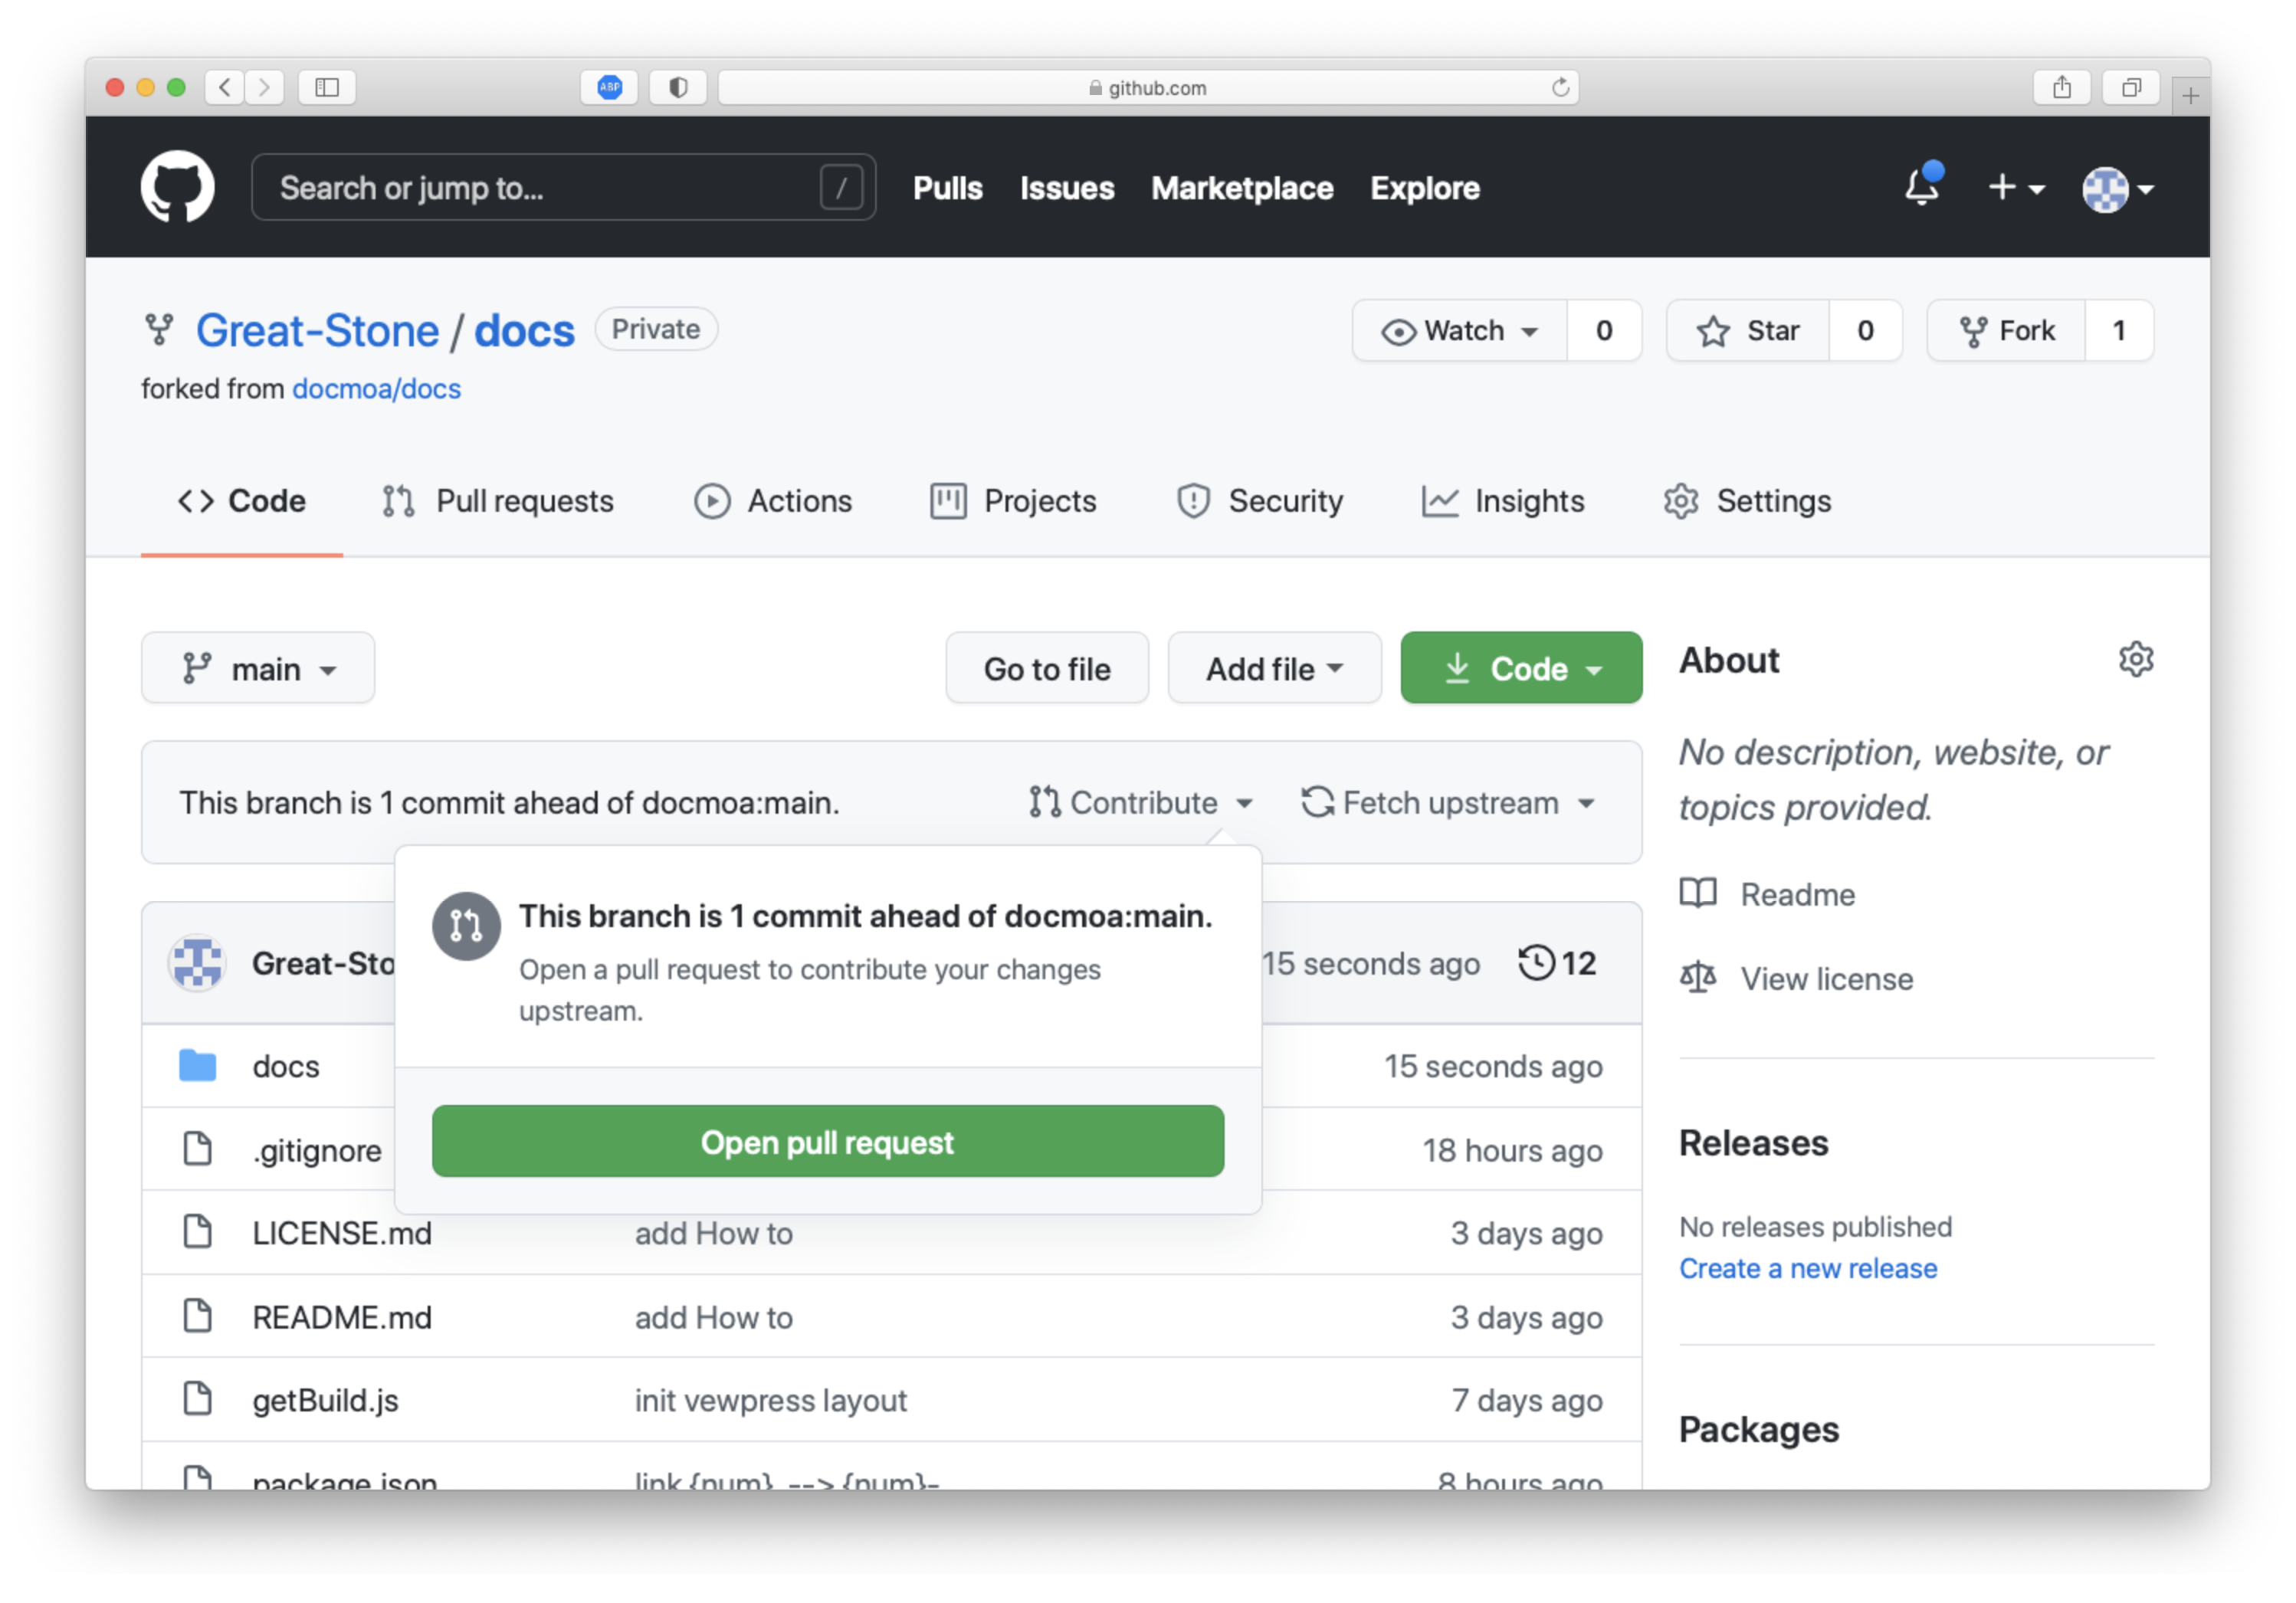 ABP
github.com
Search or jump to... /
Pulls Issues Marketplace Explore
Great-Stone / docs Private
Watch 0 Star 0 Fork 1
forked from docmoa/docs
Code Pull requests Actions Projects Security Insights Settings
main Go to file Add file Code
This branch is 1 commit ahead of docmoa:main. Contribute Fetch upstream
This branch is 1 commit ahead of docmoa:main.
Open a pull request to contribute your changes
upstream.
Open pull request
Great-Sto 15 seconds ago 12
docs 15 seconds ago
.gitignore 18 hours ago
LICENSE.md add How to 3 days ago
README.md add How to 3 days ago
getBuild.js init vewpress layout 7 days ago
package.json link {num}. --> {num}- 8 hours ago
About
No description, website, or
topics provided.
Readme
View license
Releases
No releases published
Create a new release
Packages